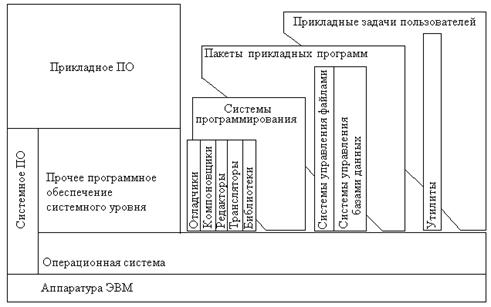 Прикладные задачи пользователей
Пакеты прикладных программ
Прикладное ПО
Системы
программирования
Системное ПО
Прочее программное
обеспечение
системного уровня
Отладчики
Компоновщики
Редакторы
Трансляторы
Библиотеки
Системы управления файлами
Системы управления
базами данных
Утилиты
Операционная система
Аппаратура ЭВМ